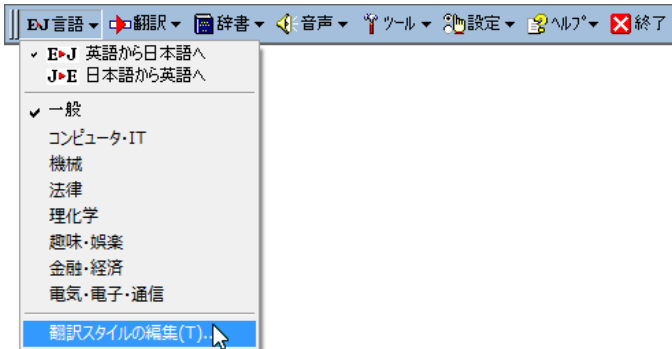 EJ 言語 翻訳 辞書 音声 ツール 設定 ヘルプ 終了
E▸J 英語から日本語へ
J▸E 日本語から英語へ
一般
コンピュータ・IT
機械
法律
理化学
趣味・娯楽
金融・経済
電気・電子・通信
翻訳スタイルの編集(T)...